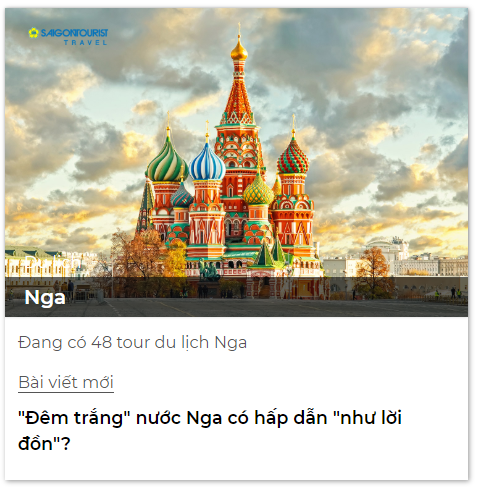 SAIGONTOURIST
TRAVEL
Nga
Đang có 48 tour du lịch Nga
Bài viết mới
"Đêm trắng" nước Nga có hấp dẫn "như lời
đồn"?